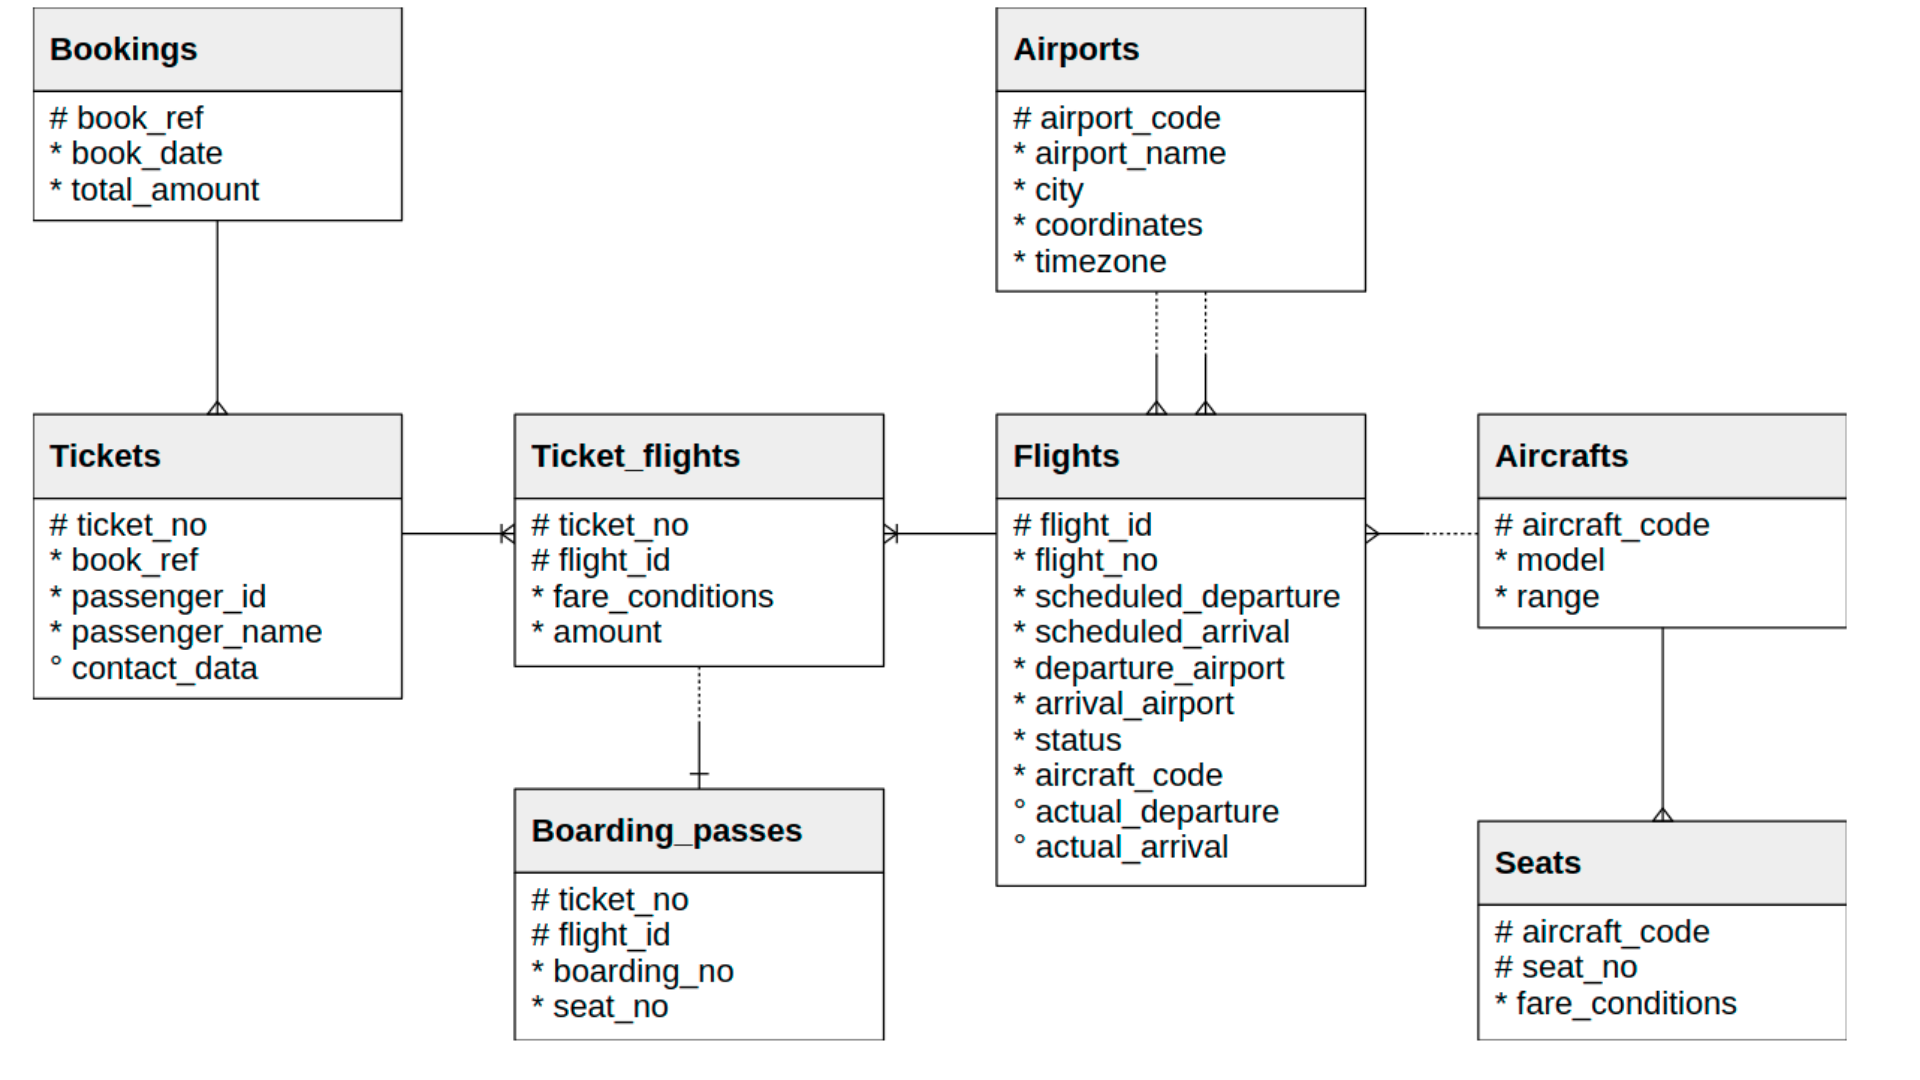 Bookings
# book_ref
* book_date
* total_amount
Airports
# airport_code
* airport_name
* city
* coordinates
* timezone
Tickets
# ticket_no
* book_ref
* passenger_id
* passenger_name
° contact_data
Ticket_flights
# ticket_no
# flight_id
* fare_conditions
* amount
Flights
# flight_id
* flight_no
* scheduled_departure
* scheduled_arrival
* departure_airport
* arrival_airport
* status
* aircraft_code
° actual_departure
° actual_arrival
Aircrafts
# aircraft_code
* model
* range
Boarding_passes
# ticket_no
# flight_id
* boarding_no
* seat_no
Seats
# aircraft_code
# seat_no
* fare_conditions